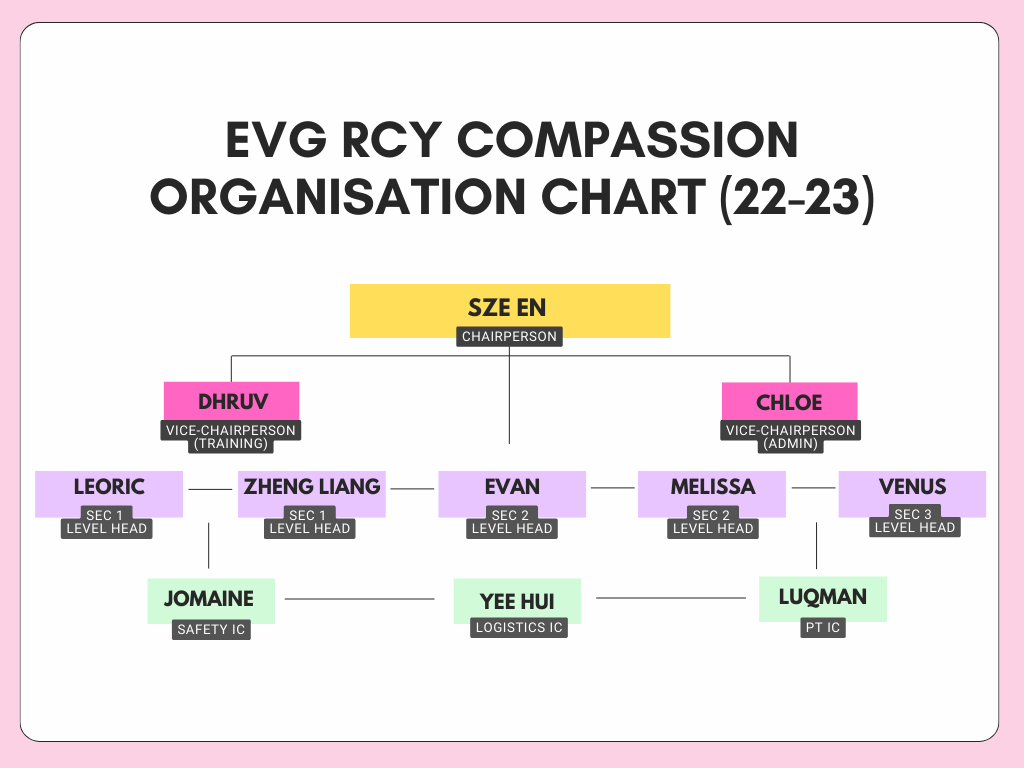 EVG RCY COMPASSION
ORGANISATION CHART (22-23)
SZE EN
CHAIRPERSON
DHRUV
VICE-CHAIRPERSON
(TRAINING)
CHLOE
VICE-CHAIRPERSON
(ADMIN)
LEORIC
SEC 1
LEVEL HEAD
ZHENG LIANG
SEC 1
LEVEL HEAD
EVAN
SEC 2
LEVEL HEAD
MELISSA
SEC 2
LEVEL HEAD
VENUS
SEC 3
LEVEL HEAD
JOMAINE
SAFETY IC
YEE HUI
LOGISTICS IC
LUQMAN
PT IC